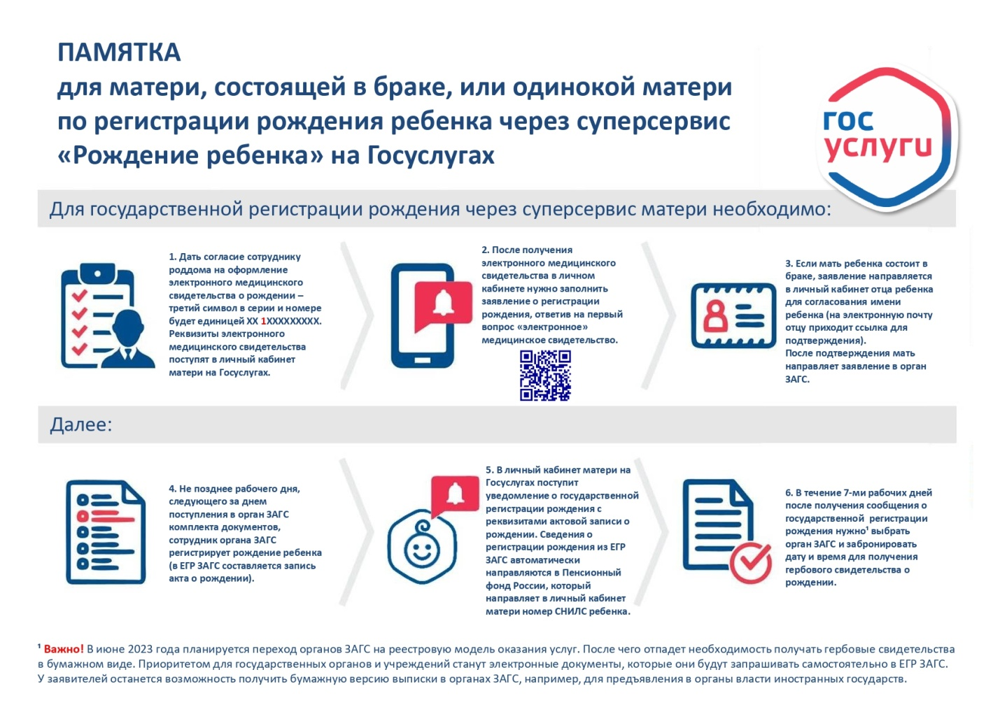 ПАМЯТКА
для матери, состоящей в браке, или одинокой матери
по регистрации рождения ребенка через суперсервис
«Рождение ребенка» на Госуслугах
гос
услуги
Для государственной регистрации рождения через суперсервис матери необходимо:
1. Дать согласие сотруднику
роддома на оформление
электронного медицинского
свидетельства о рождении –
третий символ в серии и номере
будет единицей XX 1XXXXXXXXX.
Реквизиты электронного
медицинского свидетельства
поступят в личный кабинет
матери на Госуслугах.
2. После получения
электронного медицинского
свидетельства в личном
кабинете нужно заполнить
заявление о регистрации
рождения, ответив на первый
вопрос «электронное»
медицинское свидетельство.
3. Если мать ребенка состоит в
браке, заявление направляется
в личный кабинет отца ребенка
для согласования имени
ребенка (на электронную почту
отцу приходит ссылка для
подтверждения).
После подтверждения мать
направляет заявление в орган
ЗАГС.
Далее:
4. Не позднее рабочего дня,
следующего за днем
поступления в орган ЗАГС
комплекта документов,
сотрудник органа ЗАГС
регистрирует рождение ребенка
(в ЕГР ЗАГС составляется запись
акта о рождении).
5. В личный кабинет матери на
Госуслугах поступит
уведомление о государственной
регистрации рождения с
реквизитами актовой записи о
рождении. Сведения о
регистрации рождения из ЕГР
ЗАГС автоматически
направляются в Пенсионный
фонд России, который
направляет в личный кабинет
матери номер СНИЛС ребенка.
6. В течение 7-ми рабочих дней
после получения сообщения о
государственной регистрации
рождения нужно¹ выбрать
орган ЗАГС и забронировать
дату и время для получения
гербового свидетельства о
рождении.
¹ Важно! В июне 2023 года планируется переход органов ЗАГС на реестровую модель оказания услуг. После чего отпадет необходимость получать гербовые свидетельства
в бумажном виде. Приоритетом для государственных органов и учреждений станут электронные документы, которые они будут запрашивать самостоятельно в ЕГР ЗАГС.
У заявителей останется возможность получить бумажную версию выписки в органах ЗАГС, например, для предъявления в органы власти иностранных государств.